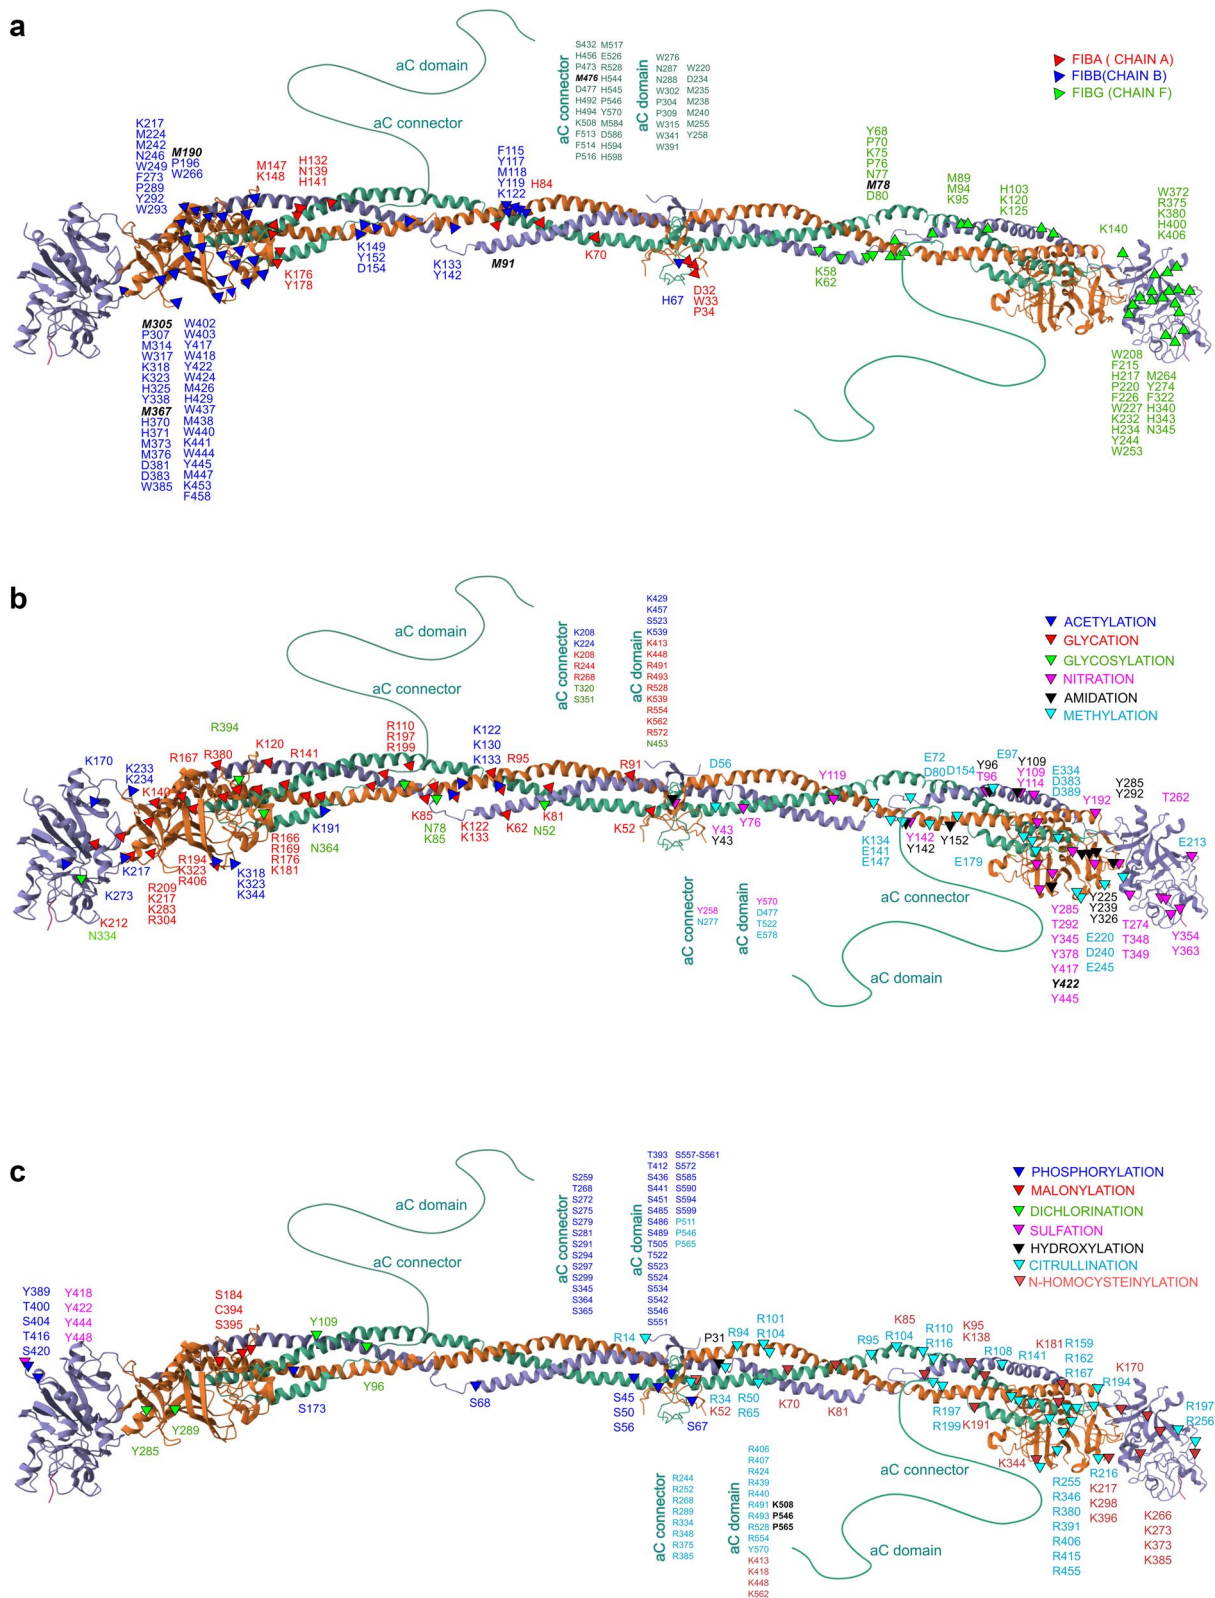 a
aC domain
aC connector
aC connector
S432 M517
H456 E526
P473 R528
M476 H544
D477 H545
H492 P546
H494 Y570
K508 M584
F513 D586
F514 H594
P516 H598
aC domain
W276
N287 W220
N288 D234
W302 M235
P304 M238
P309 M240
W315 M255
W341 Y258
W391
FIBA ( CHAIN A)
FIBB(CHAIN B)
FIBG (CHAIN F)
K217
M224
M242
N246
W249
F273
P289
Y292
W293
M190
P196
W266
M147
K148
H132
N139
H141
F115
Y117
M118
Y119
K122
H84
Y68
P70
K75
P76
N77
M78
D80
M89
M94
K95
H103
K120
K125
K140
W372
R375
K380
H400
K406
K176
Y178
K149
Y152
D154
K133
Y142
M91
K70
H67
D32
W33
P34
K58
K62
M305
P307
M314
W317
K318
K323
H325
Y338
M367
H370
H371
M373
M376
D381
D383
W385
W402
W403
Y417
W418
Y422
W424
M426
H429
W437
M438
W440
K441
W444
Y445
M447
K453
F458
W208
F215
H217
P220
F226
W227
K232
H234
Y244
W253
M264
Y274
F322
H340
H343
N345
b
aC domain
aC connector
aC connector
K208
K224
K208
R244
R268
T320
S351
aC domain
K429
K457
S523
K539
K413
K448
R491
R493
R528
K539
R554
K562
R572
N453
ACETYLATION
GLYCATION
GLYCOSYLATION
NITRATION
AMIDATION
METHYLATION
K170
K233
K234
K140
R167
R380
R394
K120
R141
R110
R197
R199
K122
K130
K133
R95
R91
D56
Y119
E72
D80
D154
E97
Y96
T96
Y109
Y109
Y114
E334
D383
D389
Y192
Y285
Y292
T262
E213
K217
K273
K212
N334
R194
K323
R406
R209
K217
K283
R304
K318
K323
K344
R166
R169
R176
K181
K191
N364
K85
N78
K85
K122
K133
K62
K81
N52
K52
Y43
Y43
Y76
K134
E141
E147
Y142
Y142
Y152
E179
Y285
T292
Y345
Y378
Y417
Y422
Y445
Y225
Y239
Y326
E220
D240
E245
T274
T348
T349
Y354
Y363
aC connector
Y258
N277
aC domain
Y570
D477
T522
E578
aC connector
aC domain
c
aC domain
aC connector
aC connector
S259
T268
S272
S275
S279
S281
S291
S294
S297
S299
S345
S364
S365
aC domain
T393 S557-S561
T412 S572
S436 S585
S441 S590
S451 S594
S485 S599
S486 P511
S489 P546
T505 P565
T522
S523
S524
S534
S542
S546
S551
PHOSPHORYLATION
MALONYLATION
DICHLORINATION
SULFATION
HYDROXYLATION
CITRULLINATION
N-HOMOCYSTEINYLATION
Y389
T400
S404
T416
S420
Y418
Y422
Y444
Y448
S184
C394
S395
Y109
Y96
S173
Y289
Y285
S68
R14
P31
R94
R101
R104
S45
S50
S56
S67
R34
K52
R50
R65
K70
K81
K85
R95
R104
R110
R116
K95
K138
R108
R141
K181
R159
R162
R167
R194
K170
R197
R256
R197
R199
K191
K344
R255
R346
R380
R391
R406
R415
R455
R216
K217
K298
K396
K266
K273
K373
K385
aC connector
R244
R252
R268
R289
R334
R348
R375
R385
aC domain
R406
R407
R424
R439
R440
R491 K508
R493 P546
R528 P565
R554
Y570
K413
K418
K448
K562
aC connector
aC domain